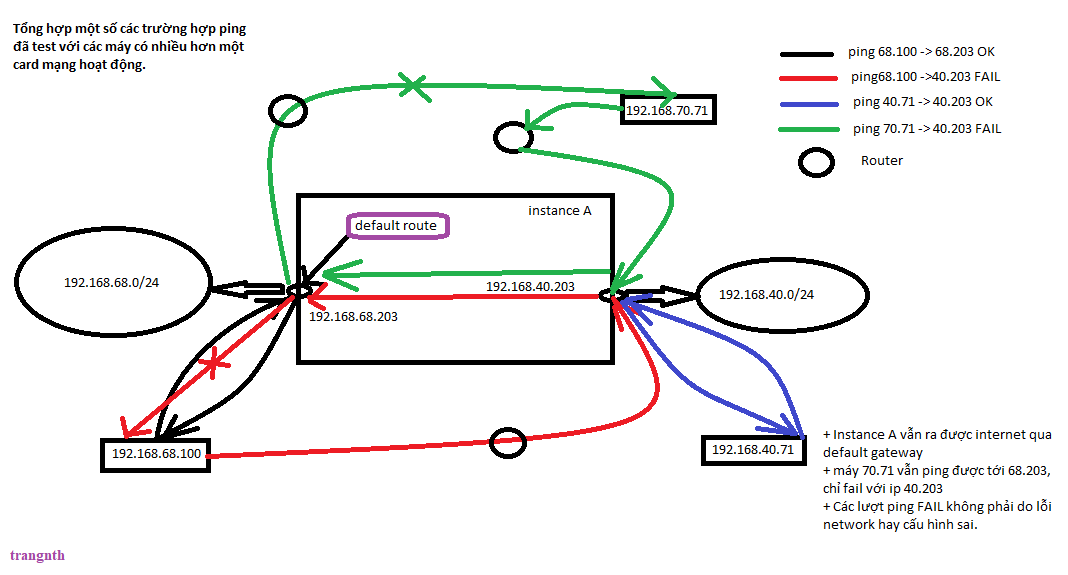 Tổng hợp một số các trường hợp ping
đã test với các máy có nhiều hơn một
card mạng hoạt động.
ping 68.100 -> 68.203 OK
ping68.100 ->40.203 FAIL
ping 40.71 -> 40.203 OK
ping 70.71 -> 40.203 FAIL
Router
192.168.70.71
instance A
default route
192.168.68.0/24
192.168.40.203
192.168.40.0/24
192.168.68.203
192.168.68.100
192.168.40.71
+ Instance A vẫn ra được internet qua
default gateway
+ máy 70.71 vẫn ping được tới 68.203,
chỉ fail với ip 40.203
+ Các lượt ping FAIL không phải do lỗi
network hay cấu hình sai.
trangnth